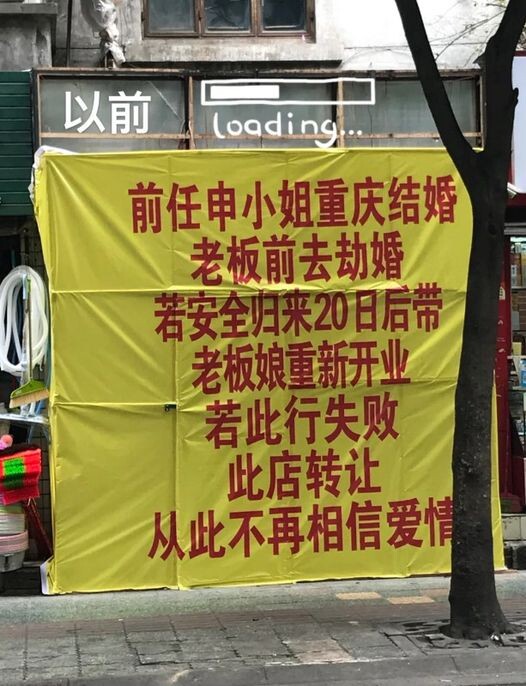 以前
loading...
前任申小姐重庆结婚
老板前去劫婚
若安全归来20日后带
老板娘重新开业
若此行失败
此店转让
从此不再相信爱情